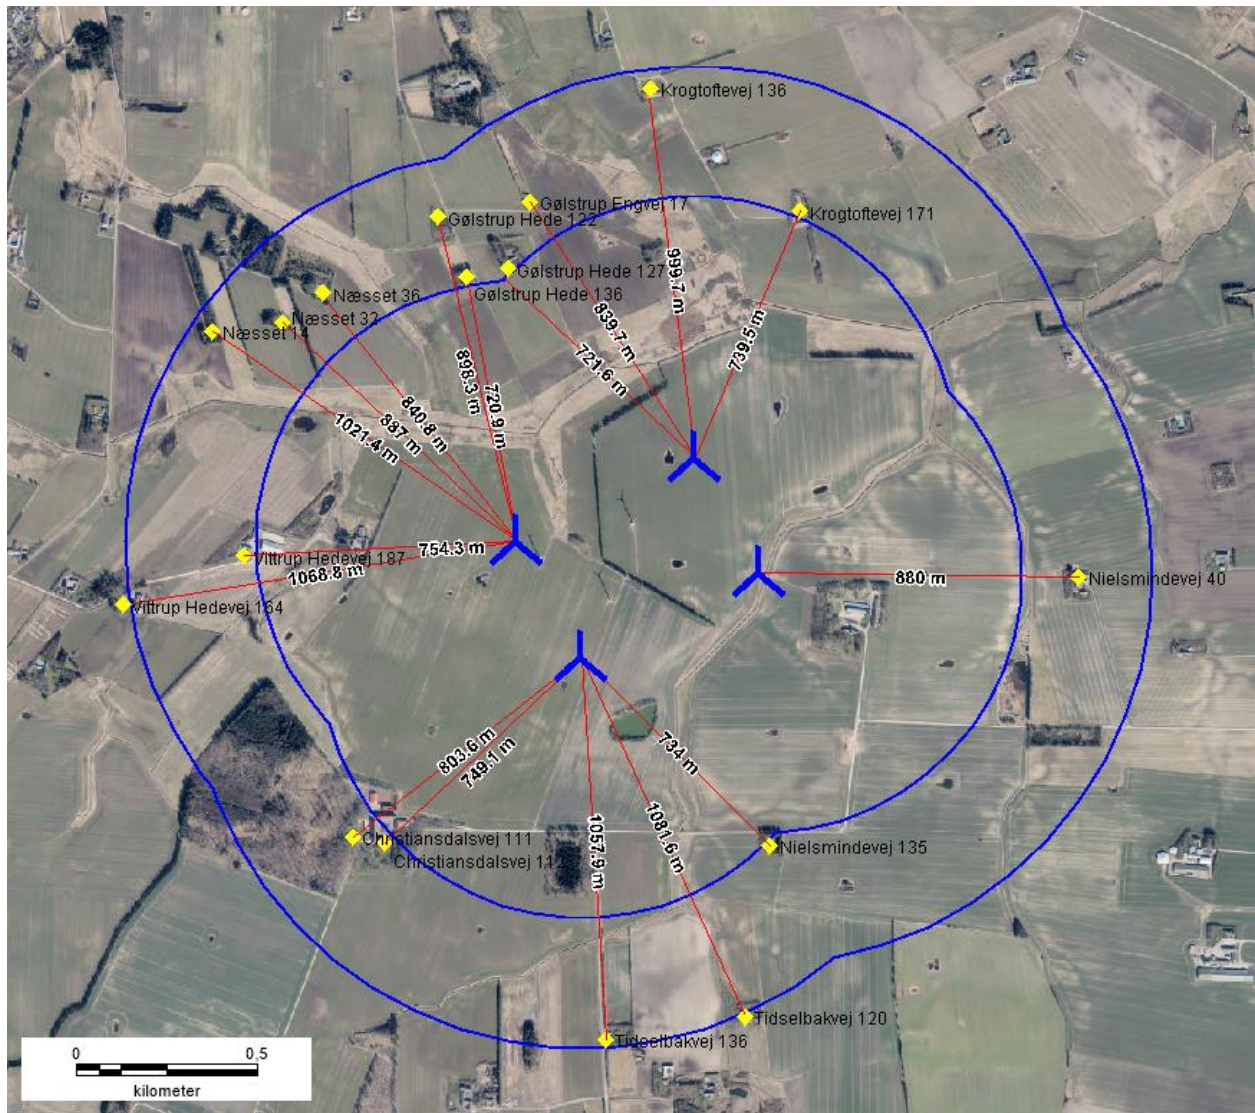 Krogtoftevej 136
Gølstrup Engvej 17
Gølstrup Hede 122
Krogtoftevej 171
Gølstrup Hede 127
Gølstrup Hede 136
Næsset 36
Næsset 32
Næsset 14
999.7 m
839.7 m
739.5 m
721.6 m
898.3 m
720.9 m
840.8 m
887 m
1021.4 m
754.3 m
Vittrup Hedevej 187
1068.8 m
Vittrup Hedevej 164
880 m
Nielsmindevej 40
803.6 m
749.1 m
734 m
1057.9 m
1081.6 m
Christiansdalsvej 111
Christiansdalsvej
Nielsmindevej 135
Tidselbakvej 120
Tidselbakvej 136
0 0,5
kilometer